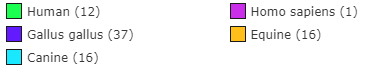 Human (12)
Homo sapiens (1)
Gallus gallus (37)
Equine (16)
Canine (16)